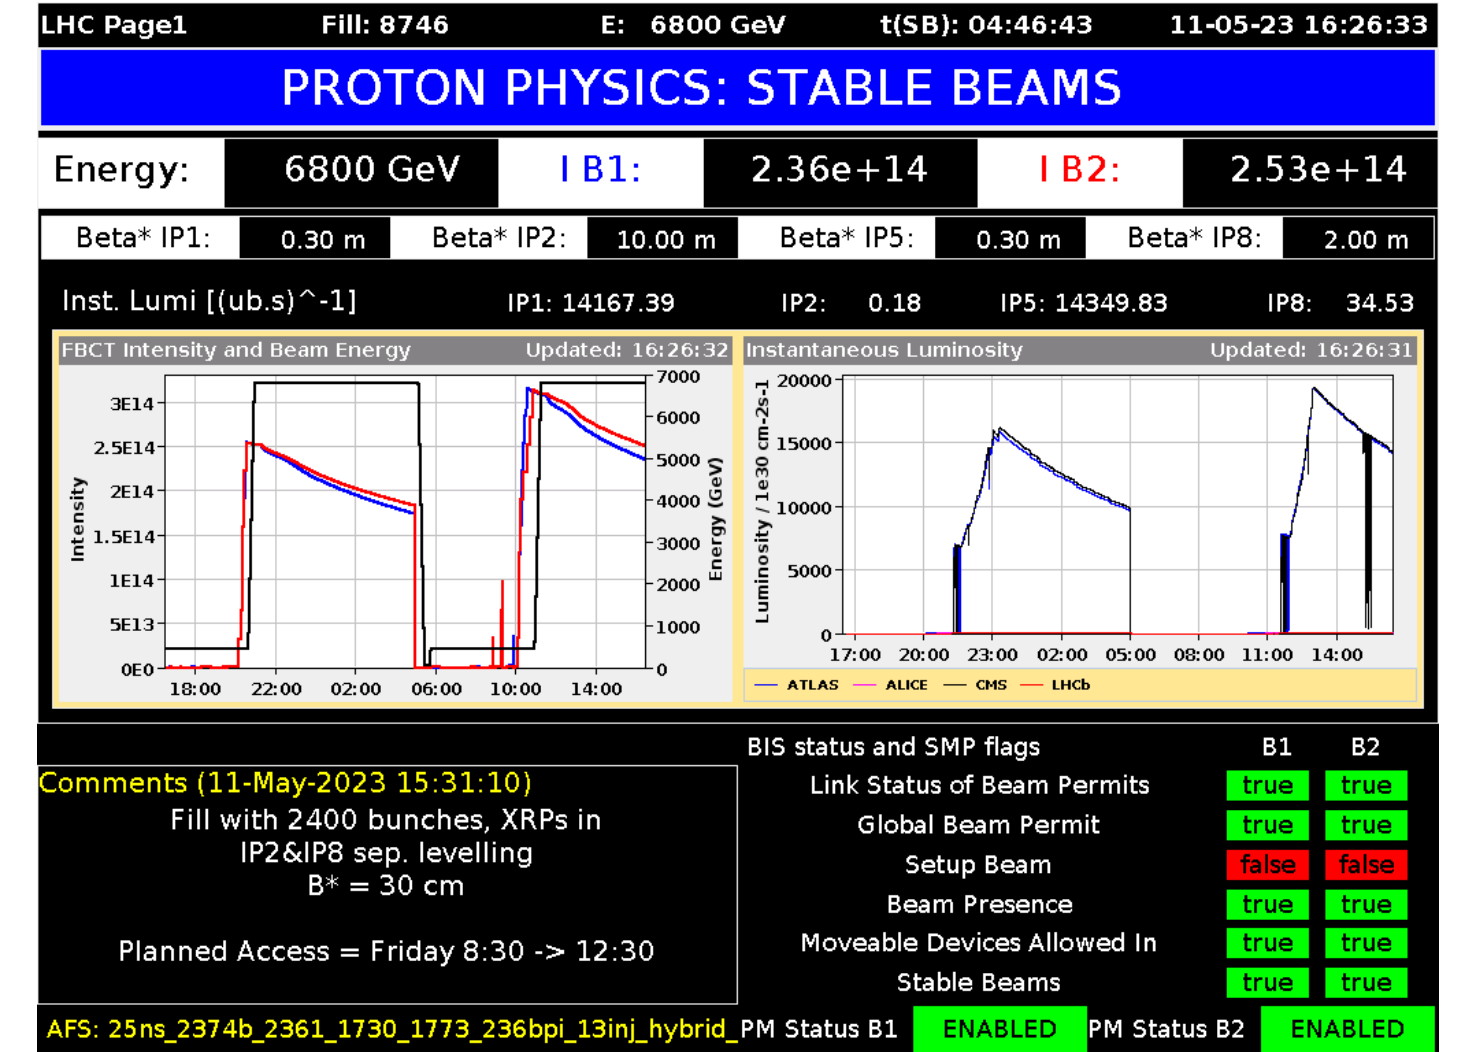 LHC Page1 Fill: 8746 E: 6800 GeV t(SB): 04:46:43 11-05-23 16:26:33
PROTON PHYSICS: STABLE BEAMS
Energy: 6800 GeV I B1: 2.36e+14 I B2: 2.53e+14
Beta* IP1: 0.30 m Beta* IP2: 10.00 m Beta* IP5: 0.30 m Beta* IP8: 2.00 m
Inst. Lumi [(ub.s)^-1] IP1: 14167.39 IP2: 0.18 IP5: 14349.83 IP8: 34.53
FBCT Intensity and Beam Energy Updated: 16:26:32
Intensity
3E14
2.5E14
2E14
1.5E14
1E14
5E13
0E0
7000
6000
5000
4000
3000
2000
1000
0
Energy (GeV)
18:00 22:00 02:00 06:00 10:00 14:00
Instantaneous Luminosity Updated: 16:26:31
Luminosity / 1e30 cm-2s-1
20000
15000
10000
5000
0
17:00 20:00 23:00 02:00 05:00 08:00 11:00 14:00
ATLAS ALICE CMS LHCb
Comments (11-May-2023 15:31:10)
Fill with 2400 bunches, XRPs in
IP2&IP8 sep. levelling
B* = 30 cm
Planned Access = Friday 8:30 -> 12:30
BIS status and SMP flags B1 B2
Link Status of Beam Permits true true
Global Beam Permit true true
Setup Beam false false
Beam Presence true true
Moveable Devices Allowed In true true
Stable Beams true true
AFS: 25ns_2374b_2361_1730_1773_236bpi_13inj_hybrid_ PM Status B1 ENABLED PM Status B2 ENABLED